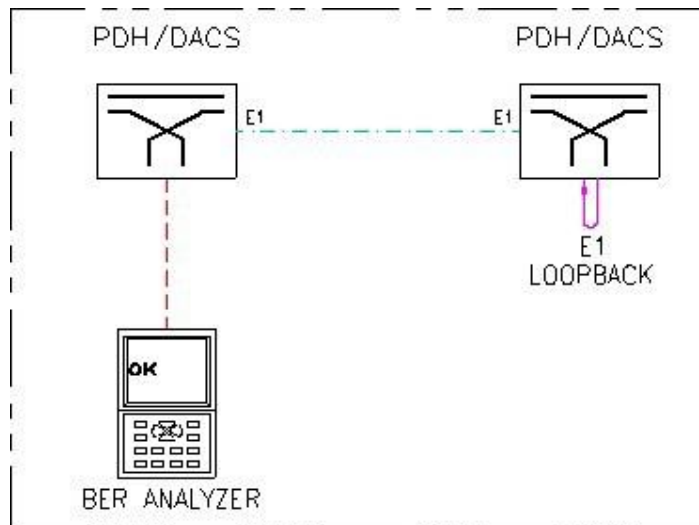 PDH/DACS
PDH/DACS
E1
E1
E1
LOOPBACK
OK
BER ANALYZER